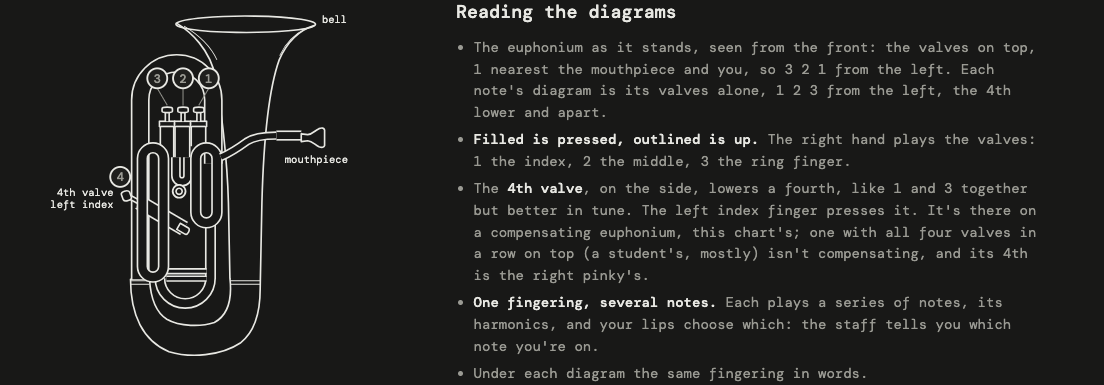 bell
3 2 1
mouthpiece
4
4th valve
left index
Reading the diagrams
• The euphonium as it stands, seen from the front: the valves on top,
1 nearest the mouthpiece and you, so 3 2 1 from the left. Each
note's diagram is its valves alone, 1 2 3 from the left, the 4th
lower and apart.
• Filled is pressed, outlined is up. The right hand plays the valves:
1 the index, 2 the middle, 3 the ring finger.
• The 4th valve, on the side, lowers a fourth, like 1 and 3 together
but better in tune. The left index finger presses it. It's there on
a compensating euphonium, this chart's; one with all four valves in
a row on top (a student's, mostly) isn't compensating, and its 4th
is the right pinky's.
• One fingering, several notes. Each plays a series of notes, its
harmonics, and your lips choose which: the staff tells you which
note you're on.
• Under each diagram the same fingering in words.